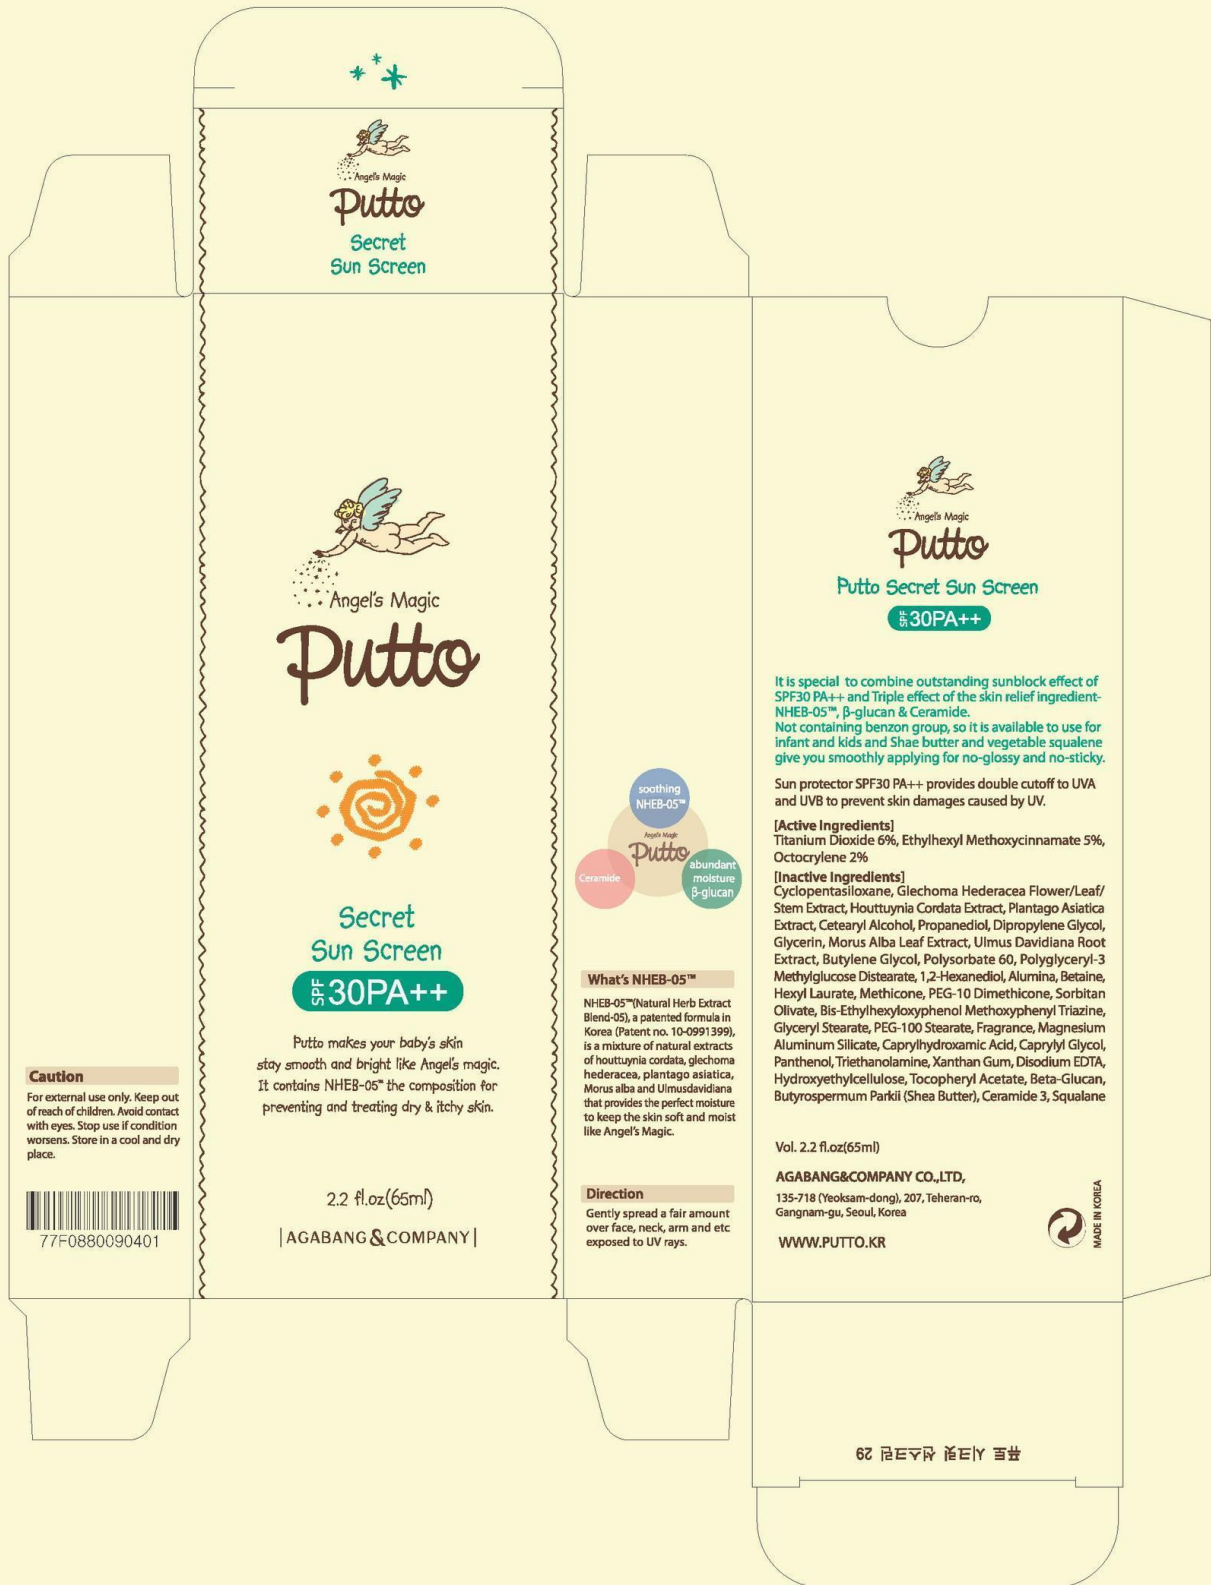 Angel's Magic
Putto
Secret
Sun Screen
Angel's Magic
Putto
Secret
Sun Screen
SPF 30PA++
Putto makes your baby's skin
stay smooth and bright like Angel's magic.
It contains NHEB-05™ the composition for
preventing and treating dry & itchy skin.
2.2 fl.oz(65ml)
AGABANG&COMPANY
Caution
For external use only. Keep out
of reach of children. Avoid contact
with eyes. Stop use if condition
worsens. Store in a cool and dry
place.
77F0880090401
soothing
NHEB-05™
Angel's Magic
Putto
Ceramide
abundant
moisture
β-glucan
What's NHEB-05™
NHEB-05™(Natural Herb Extract
Blend-05), a patented formula in
Korea (Patent no. 10-0991399),
is a mixture of natural extracts
of houttuynia cordata, glechoma
hederacea, plantago asiatica,
Morus alba and Ulmusdavidiana
that provides the perfect moisture
to keep the skin soft and moist
like Angel's Magic.
Direction
Gently spread a fair amount
over face, neck, arm and etc
exposed to UV rays.
Angel's Magic
Putto
Putto Secret Sun Screen
SPF 30PA++
It is special to combine outstanding sunblock effect of
SPF30 PA++ and Triple effect of the skin relief ingredient-
NHEB-05™, β-glucan & Ceramide.
Not containing benzon group, so it is available to use for
infant and kids and Shae butter and vegetable squalene
give you smoothly applying for no-glossy and no-sticky.
Sun protector SPF30 PA++ provides double cutoff to UVA
and UVB to prevent skin damages caused by UV.
[Active Ingredients]
Titanium Dioxide 6%, Ethylhexyl Methoxycinnamate 5%,
Octocrylene 2%
[Inactive Ingredients]
Cyclopentasiloxane, Glechoma Hederacea Flower/Leaf/
Stem Extract, Houttuynia Cordata Extract, Plantago Asiatica
Extract, Cetearyl Alcohol, Propanediol, Dipropylene Glycol,
Glycerin, Morus Alba Leaf Extract, Ulmus Davidiana Root
Extract, Butylene Glycol, Polysorbate 60, Polyglyceryl-3
Methylglucose Distearate, 1,2-Hexanediol, Alumina, Betaine,
Hexyl Laurate, Methicone, PEG-10 Dimethicone, Sorbitan
Olivate, Bis-Ethylhexyloxyphenol Methoxyphenyl Triazine,
Glyceryl Stearate, PEG-100 Stearate, Fragrance, Magnesium
Aluminum Silicate, Caprylhydroxamic Acid, Caprylyl Glycol,
Panthenol, Triethanolamine, Xanthan Gum, Disodium EDTA,
Hydroxyethylcellulose, Tocopheryl Acetate, Beta-Glucan,
Butyrospermum Parkii (Shea Butter), Ceramide 3, Squalane
Vol. 2.2 fl.oz(65ml)
AGABANG&COMPANY CO.,LTD,
135-718 (Yeoksam-dong), 207, Teheran-ro,
Gangnam-gu, Seoul, Korea
WWW.PUTTO.KR
MADE IN KOREA
퓨토 시크릿 선스크린 29